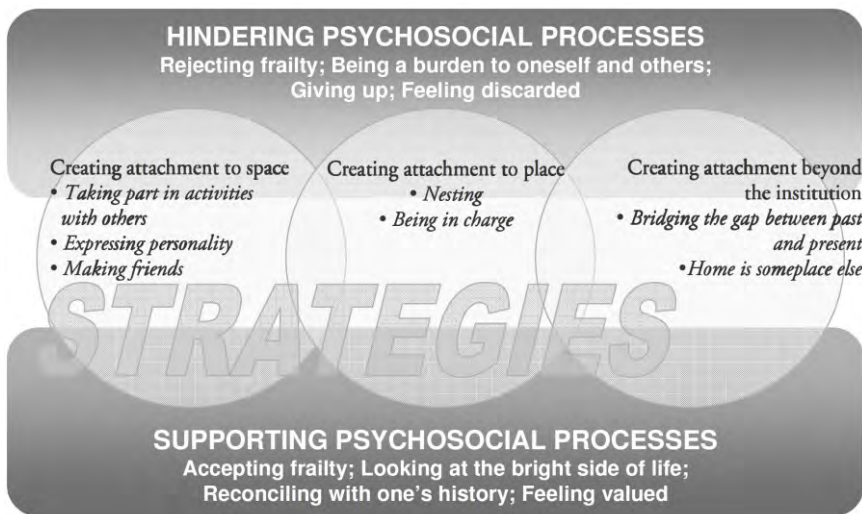 HINDERING PSYCHOSOCIAL PROCESSES
Rejecting frailty; Being a burden to oneself and others;
Giving up; Feeling discarded
Creating attachment to space
• Taking part in activities
with others
• Expressing personality
• Making friends
Creating attachment to place
• Nesting
• Being in charge
Creating attachment beyond
the institution
• Bridging the gap between past
and present
•Home is someplace else
STRATEGIES
SUPPORTING PSYCHOSOCIAL PROCESSES
Accepting frailty; Looking at the bright side of life;
Reconciling with one's history; Feeling valued